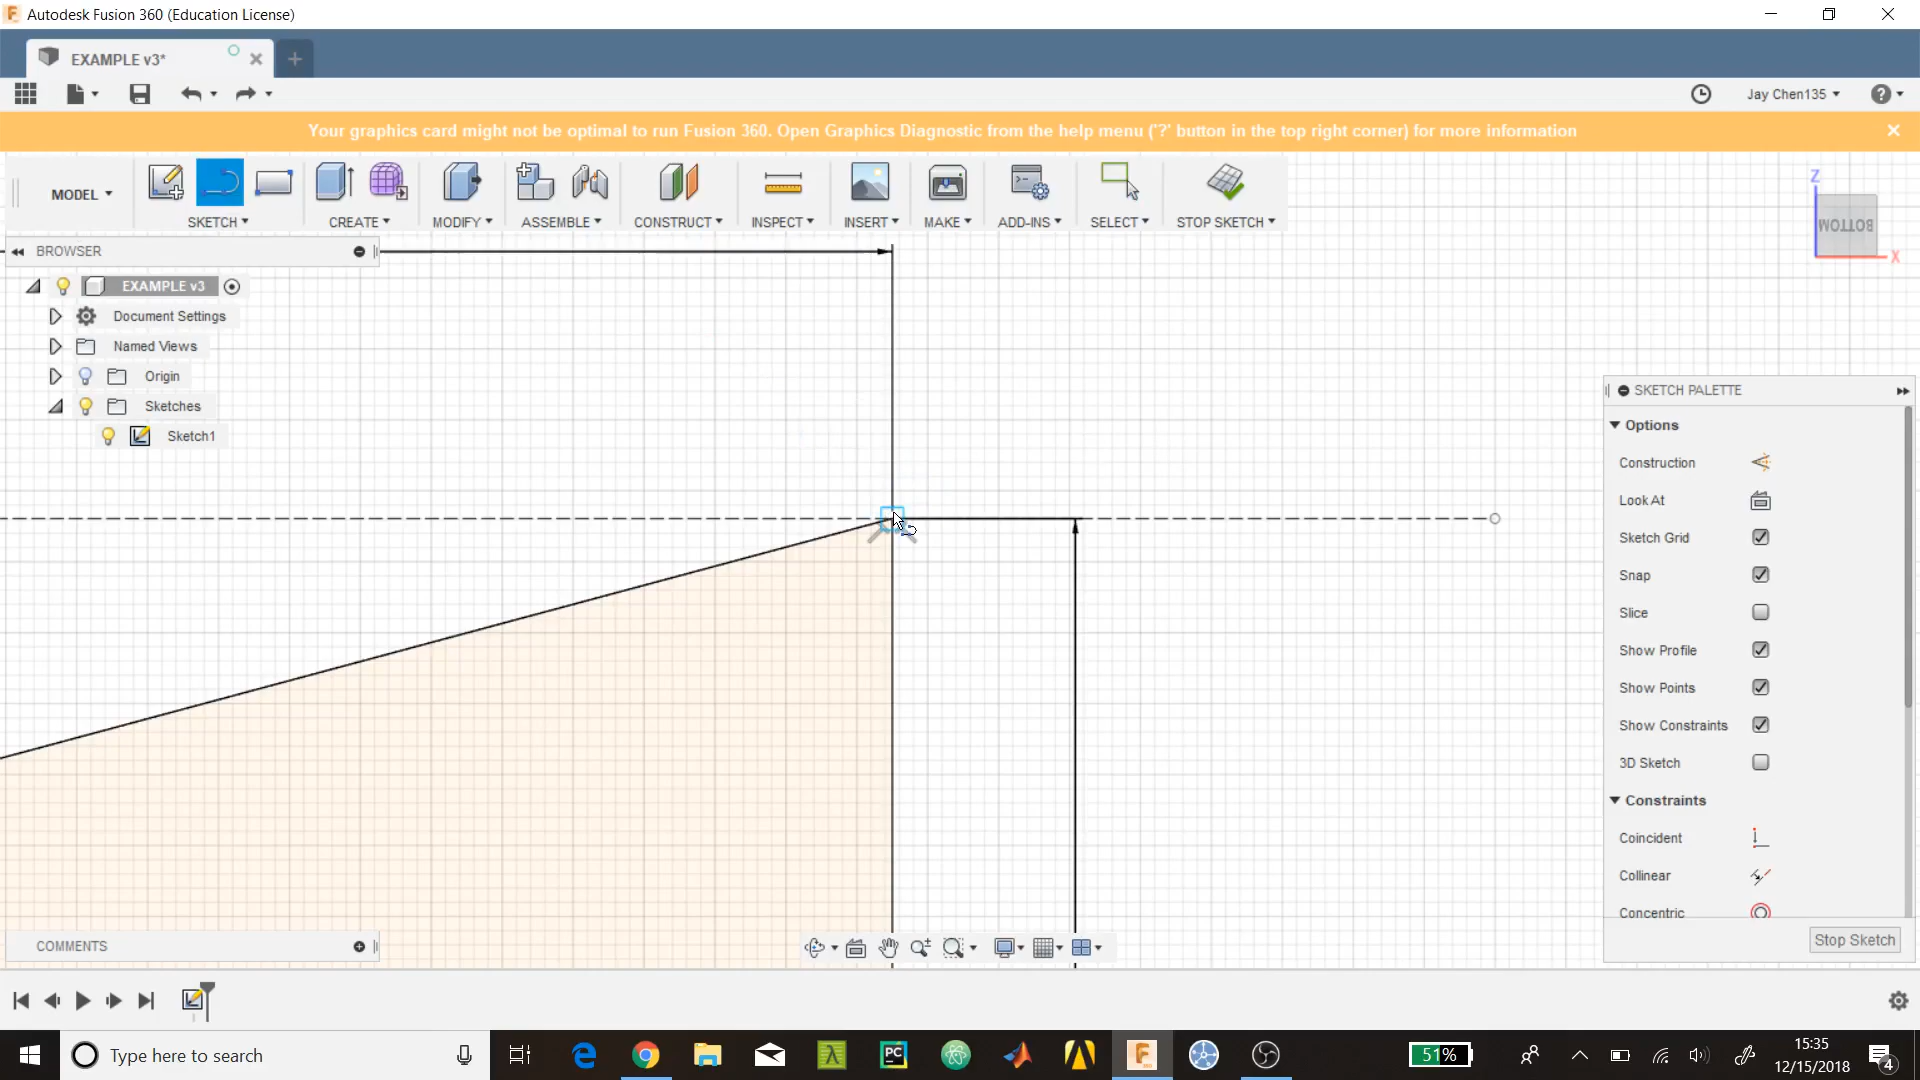 Autodesk Fusion 360 (Education License)
EXAMPLE v3*
Jay Chen135
Your graphics card might not be optimal to run Fusion 360. Open Graphics Diagnostic from the help menu ('?' button in the top right corner) for more information
MODEL
SKETCH
CREATE
MODIFY
ASSEMBLE
CONSTRUCT
INSPECT
INSERT
MAKE
ADD-INS
SELECT
STOP SKETCH
Z
BOTTOM
X
BROWSER
EXAMPLE v3
Document Settings
Named Views
Origin
Sketches
Sketch1
SKETCH PALETTE
Options
Construction
Look At
Sketch Grid
Snap
Slice
Show Profile
Show Points
Show Constraints
3D Sketch
Constraints
Coincident
Collinear
Concentric
Stop Sketch
COMMENTS
Type here to search
PC
51%
15:35
12/15/2018
4